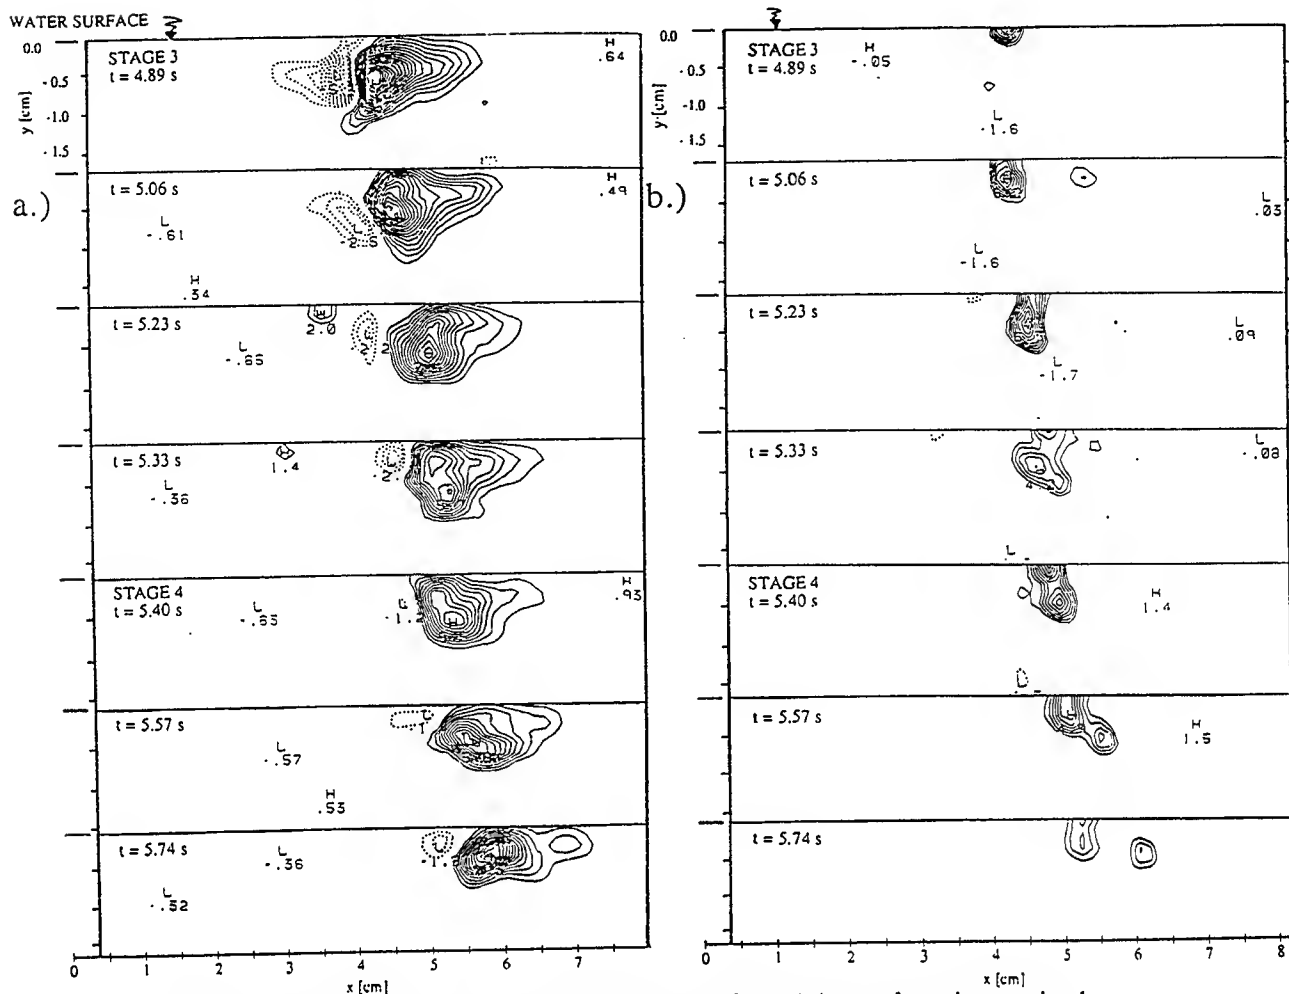 WATER SURFACE
a.)
0.0
- 0.5
- 1.0
- 1.5
y [cm]
STAGE 3
t = 4.89 s
H
.64
t = 5.06 s
L
-.61
H
.34
H
.49
t = 5.23 s
2.0
L
-.65
t = 5.33 s
1.4
L
-.36
STAGE 4
t = 5.40 s
L
-.63
H
.93
t = 5.57 s
L
-.57
H
.53
t = 5.74 s
L
-.36
L
-.52
0 1 2 3 4 5 6 7
x [cm]
b.)
0.0
- 0.5
- 1.0
- 1.5
y [cm]
STAGE 3
t = 4.89 s
H
-.05
L
-1.6
t = 5.06 s
L
-1.6
L
.03
t = 5.23 s
L
-1.7
L
.09
t = 5.33 s
L
L
-.08
STAGE 4
t = 5.40 s
H
1.4
t = 5.57 s
H
1.5
t = 5.74 s
0 1 2 3 4 5 6 7 8
x [cm]